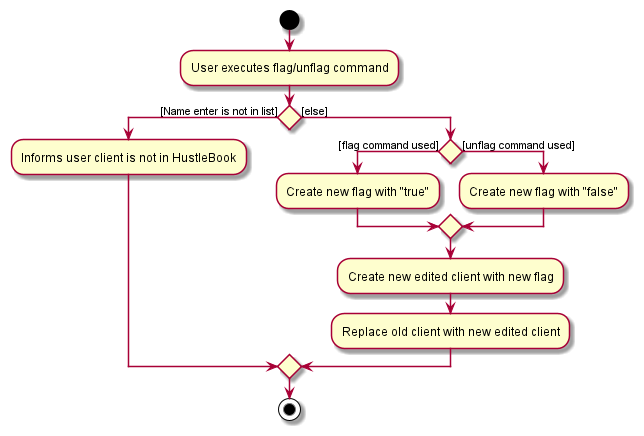 User executes flag/unflag command
[Name enter is not in list]
[else]
[flag command used]
[unflag command used]
Informs user client is not in HustleBook
Create new flag with "true"
Create new flag with "false"
Create new edited client with new flag
Replace old client with new edited client